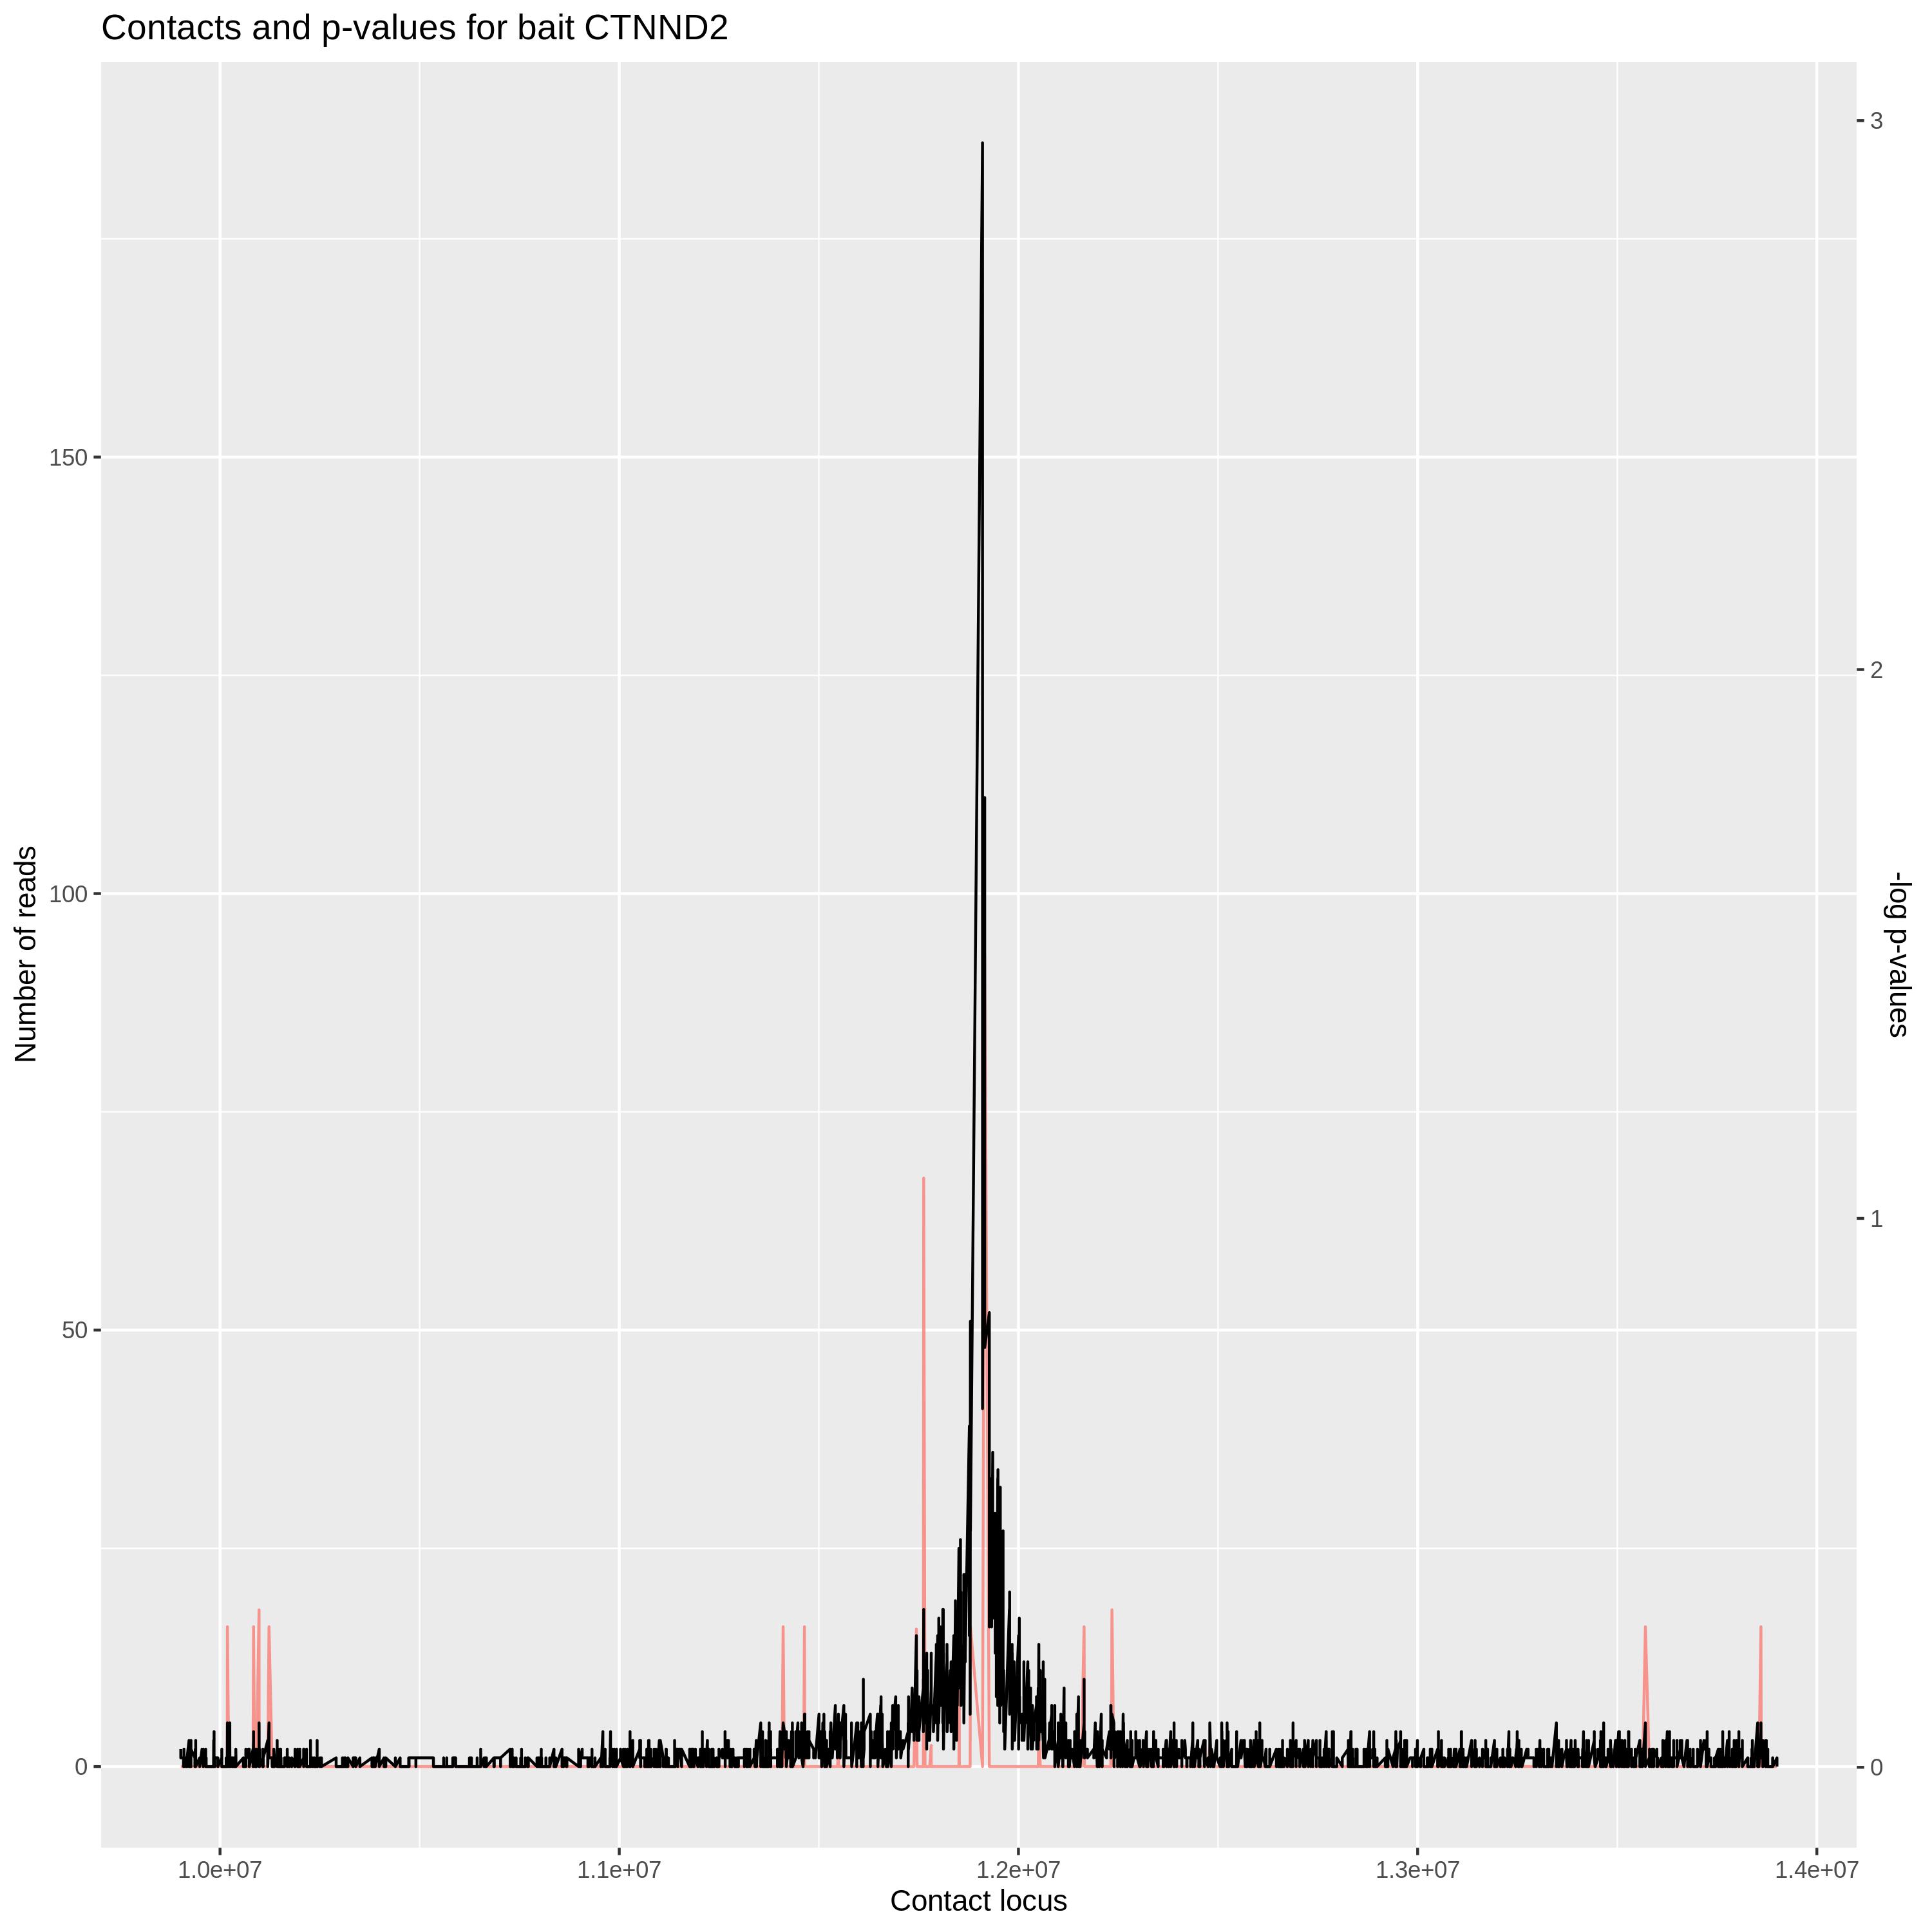 Contacts and p-values for bait CTNND2
Number of reads
150
100
50
0
3
2
1
0
-log p-values
1.0e+07
1.1e+07
1.2e+07
1.3e+07
1.4e+07
Contact locus